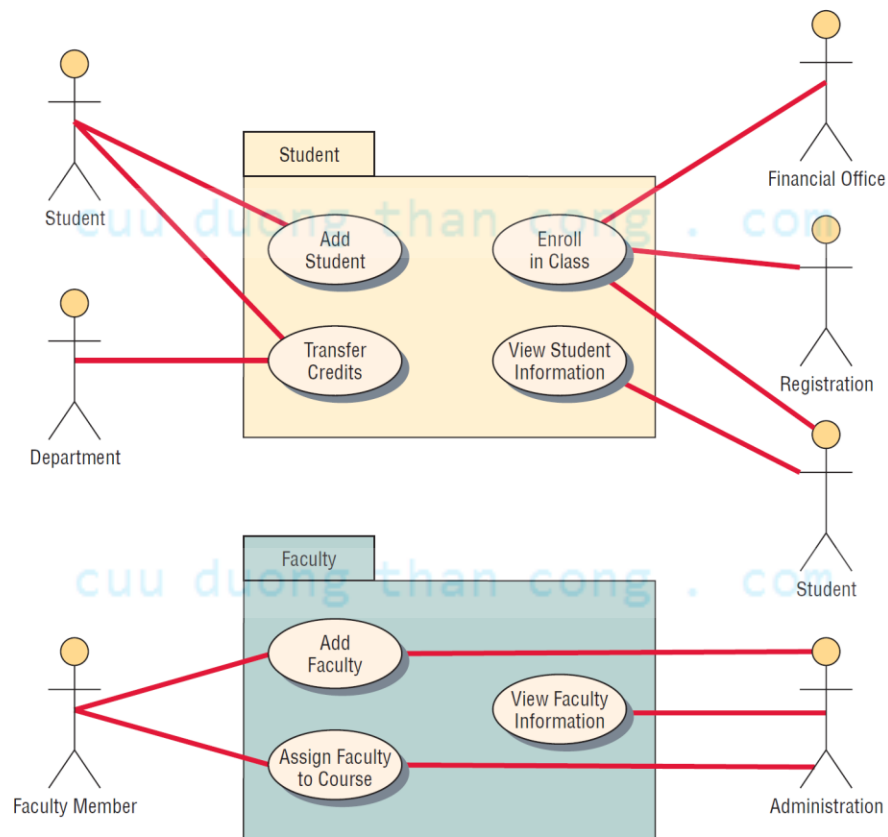 Student
Financial Office
Student
cuu duong than cong . com
Add
Student
Enroll
in Class
Transfer
Credits
View Student
Information
Registration
Department
Faculty
cuu duong than cong . com
Student
Add
Faculty
View Faculty
Information
Assign Faculty
to Course
Faculty Member
Administration